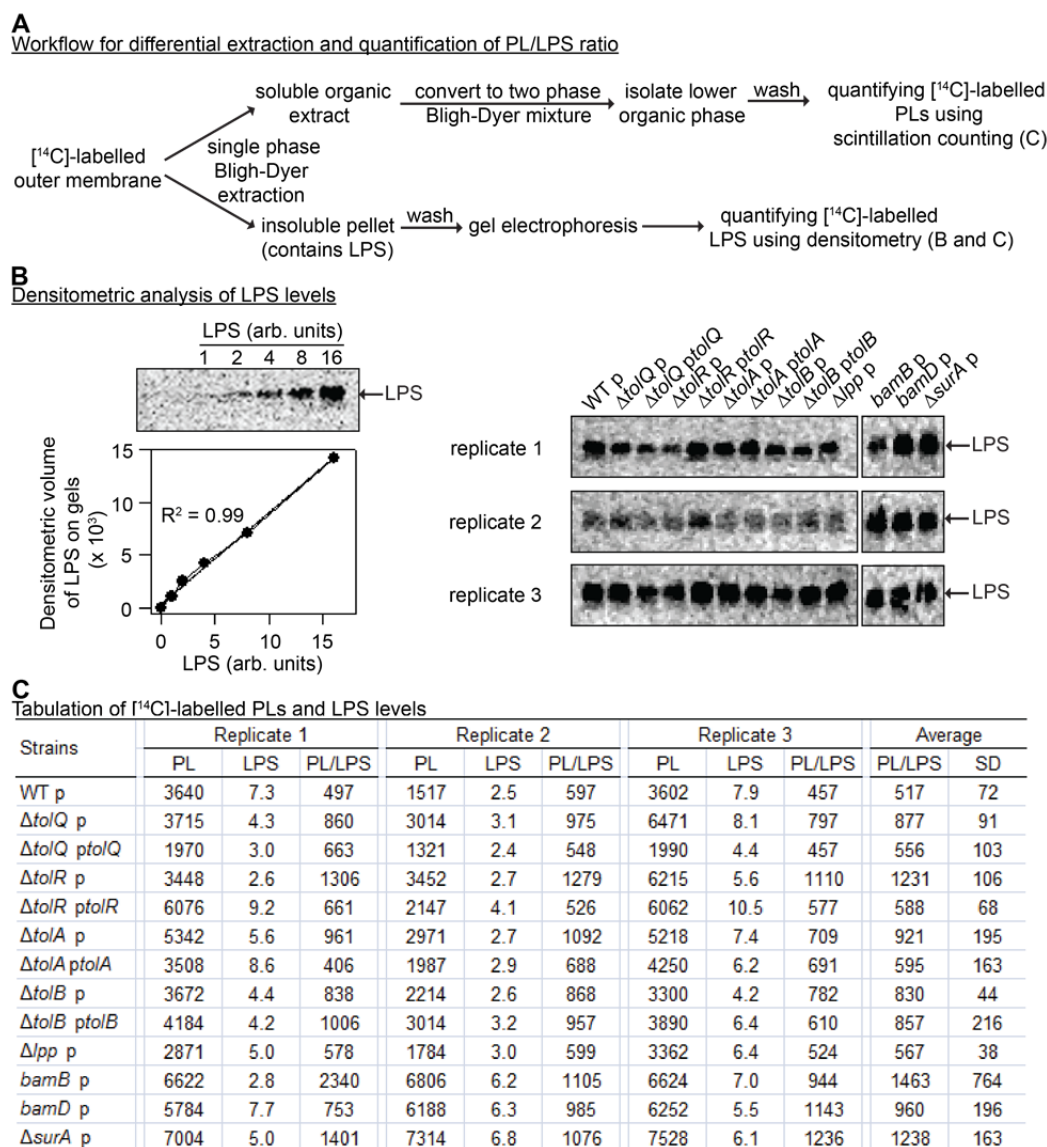 A
Workflow for differential extraction and quantification of PL/LPS ratio
[¹⁴C]-labelled
outer membrane
single phase
Bligh-Dyer
extraction
soluble organic
extract
convert to two phase
Bligh-Dyer mixture
isolate lower
organic phase
wash
quantifying [¹⁴C]-labelled
PLs using
scintillation counting (C)
insoluble pellet
(contains LPS)
wash
gel electrophoresis
quantifying [¹⁴C]-labelled
LPS using densitometry (B and C)
B
Densitometric analysis of LPS levels
LPS (arb. units)
1 2 4 8 16
LPS
Densitometric volume
of LPS on gels
(x 10³)
15
10
5
0
R² = 0.99
0 5 10 15
LPS (arb. units)
WT p
ΔtolQ p
ΔtolQ ptolQ
ΔtolR p
ΔtolR ptolR
ΔtolA p
ΔtolA ptolA
ΔtolB p
ΔtolB ptolB
Δlpp p
bamB p
bamD p
ΔsurA p
replicate 1
LPS
replicate 2
LPS
replicate 3
LPS
C
Tabulation of [¹⁴C]-labelled PLs and LPS levels
Strains Replicate 1 Replicate 2 Replicate 3 Average
PL LPS PL/LPS PL LPS PL/LPS PL LPS PL/LPS PL/LPS SD
WT p 3640 7.3 497 1517 2.5 597 3602 7.9 457 517 72
ΔtolQ p 3715 4.3 860 3014 3.1 975 6471 8.1 797 877 91
ΔtolQ ptolQ 1970 3.0 663 1321 2.4 548 1990 4.4 457 556 103
ΔtolR p 3448 2.6 1306 3452 2.7 1279 6215 5.6 1110 1231 106
ΔtolR ptolR 6076 9.2 661 2147 4.1 526 6062 10.5 577 588 68
ΔtolA p 5342 5.6 961 2971 2.7 1092 5218 7.4 709 921 195
ΔtolA ptolA 3508 8.6 406 1987 2.9 688 4250 6.2 691 595 163
ΔtolB p 3672 4.4 838 2214 2.6 868 3300 4.2 782 830 44
ΔtolB ptolB 4184 4.2 1006 3014 3.2 957 3890 6.4 610 857 216
Δlpp p 2871 5.0 578 1784 3.0 599 3362 6.4 524 567 38
bamB p 6622 2.8 2340 6806 6.2 1105 6624 7.0 944 1463 764
bamD p 5784 7.7 753 6188 6.3 985 6252 5.5 1143 960 196
ΔsurA p 7004 5.0 1401 7314 6.8 1076 7528 6.1 1236 1238 163